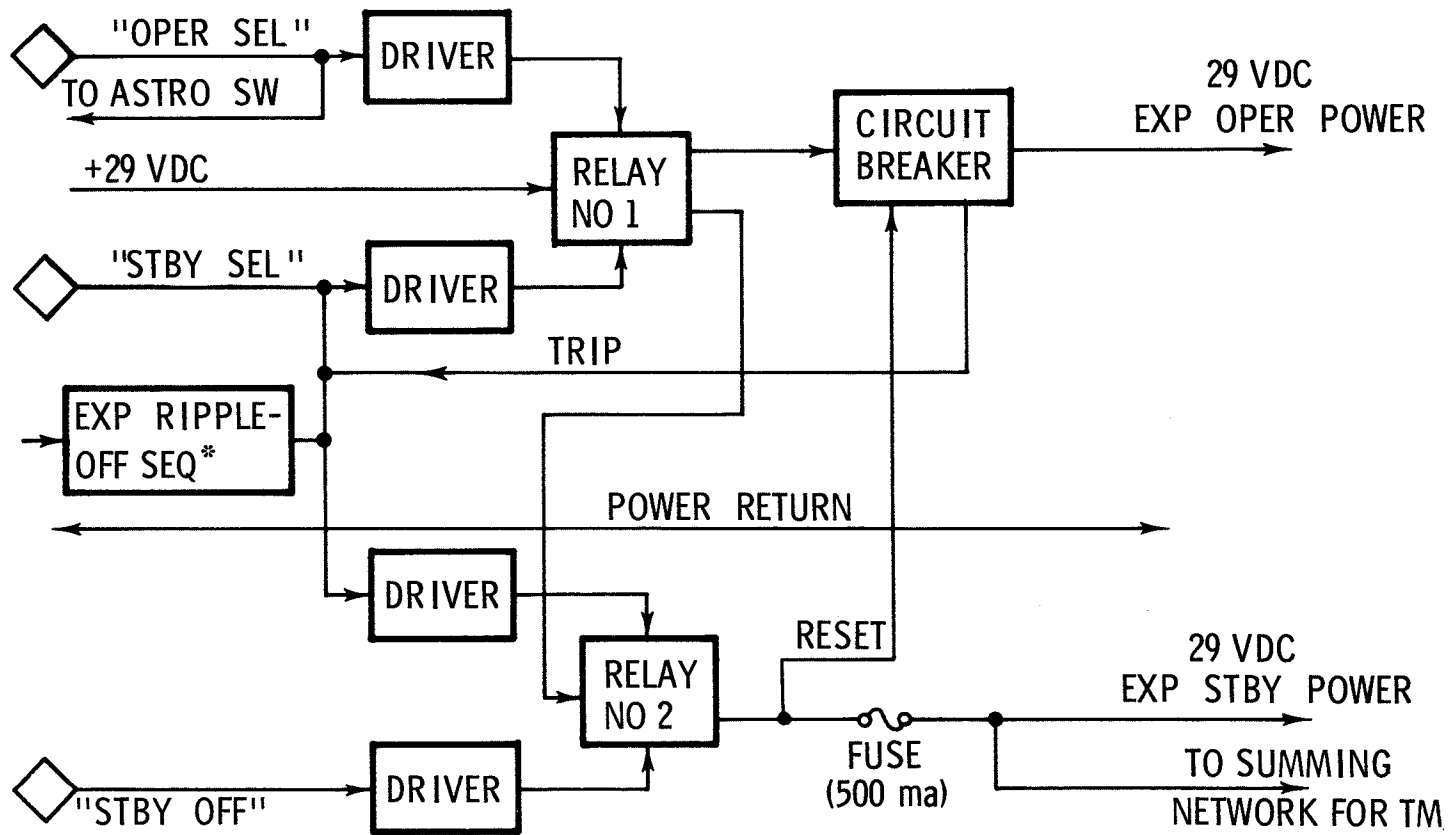 "OPER SEL"
DRIVER
TO ASTRO SW
29 VDC
EXP OPER POWER
CIRCUIT
BREAKER
+29 VDC
RELAY
NO 1
"STBY SEL"
DRIVER
TRIP
EXP RIPPLE-
OFF SEQ*
POWER RETURN
DRIVER
RESET
RELAY
NO 2
29 VDC
EXP STBY POWER
FUSE
(500 ma)
"STBY OFF"
DRIVER
TO SUMMING
NETWORK FOR TM